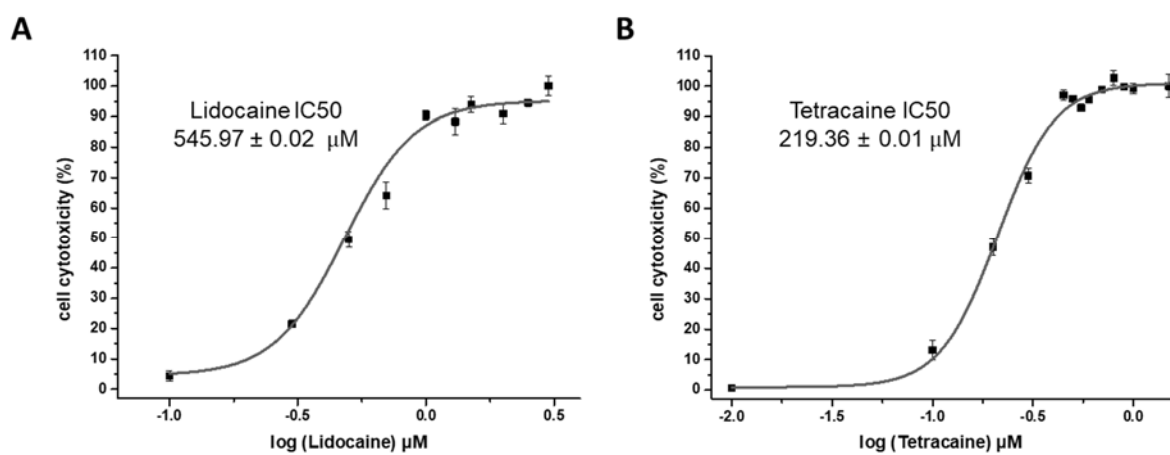 A
110
100
90
80
70
60
50
40
30
20
10
0
cell cytotoxicity (%)
Lidocaine IC50
545.97 ± 0.02 µM
-1.0 -0.5 0.0 0.5
log (Lidocaine) µM
B
110
100
90
80
70
60
50
40
30
20
10
0
cell cytotoxicity (%)
Tetracaine IC50
219.36 ± 0.01 µM
-2.0 -1.5 -1.0 -0.5 0.0
log (Tetracaine) µM